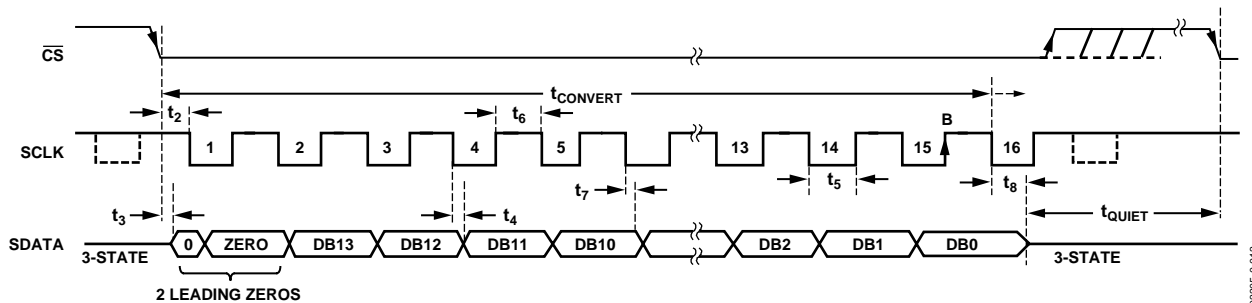 CS
tCONVERT
t2
t6
B
SCLK
1
2
3
4
5
13
14
15
16
t7
t5
t8
t3
t4
tQUIET
SDATA
3-STATE
0
ZERO
DB13
DB12
DB11
DB10
DB2
DB1
DB0
3-STATE
2 LEADING ZEROS